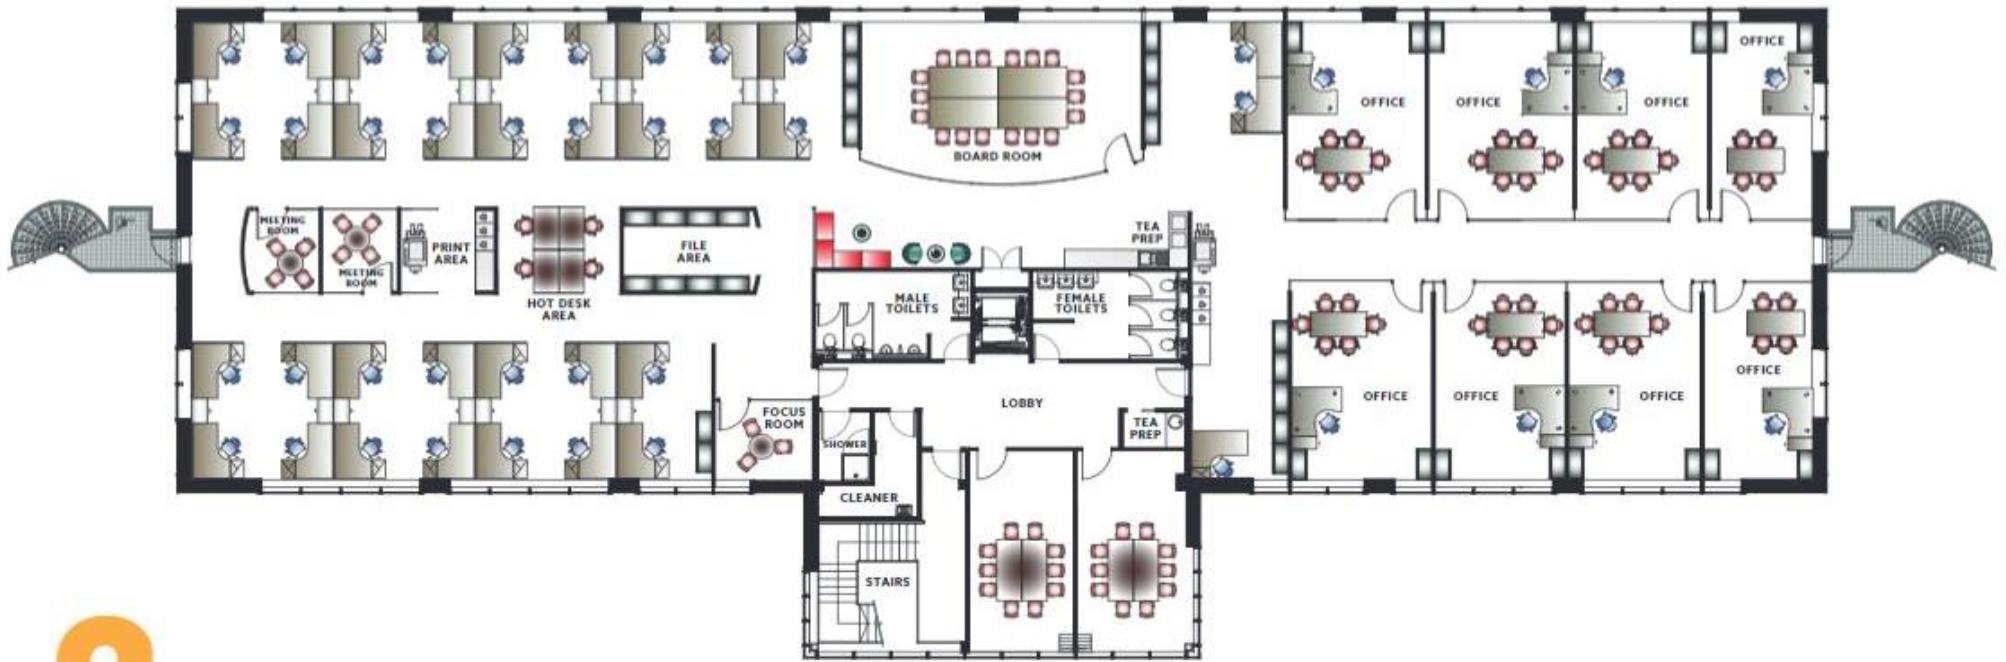 OFFICE
OFFICE
OFFICE
OFFICE
BOARD ROOM
MEETING
ROOM
MEETING
ROOM
PRINT
AREA
HOT DESK
AREA
FILE
AREA
TEA
PREP
MALE
TOILETS
FEMALE
TOILETS
FOCUS
ROOM
LOBBY
SHOWER
TEA
PREP
CLEANER
STAIRS
OFFICE
OFFICE
OFFICE
OFFICE